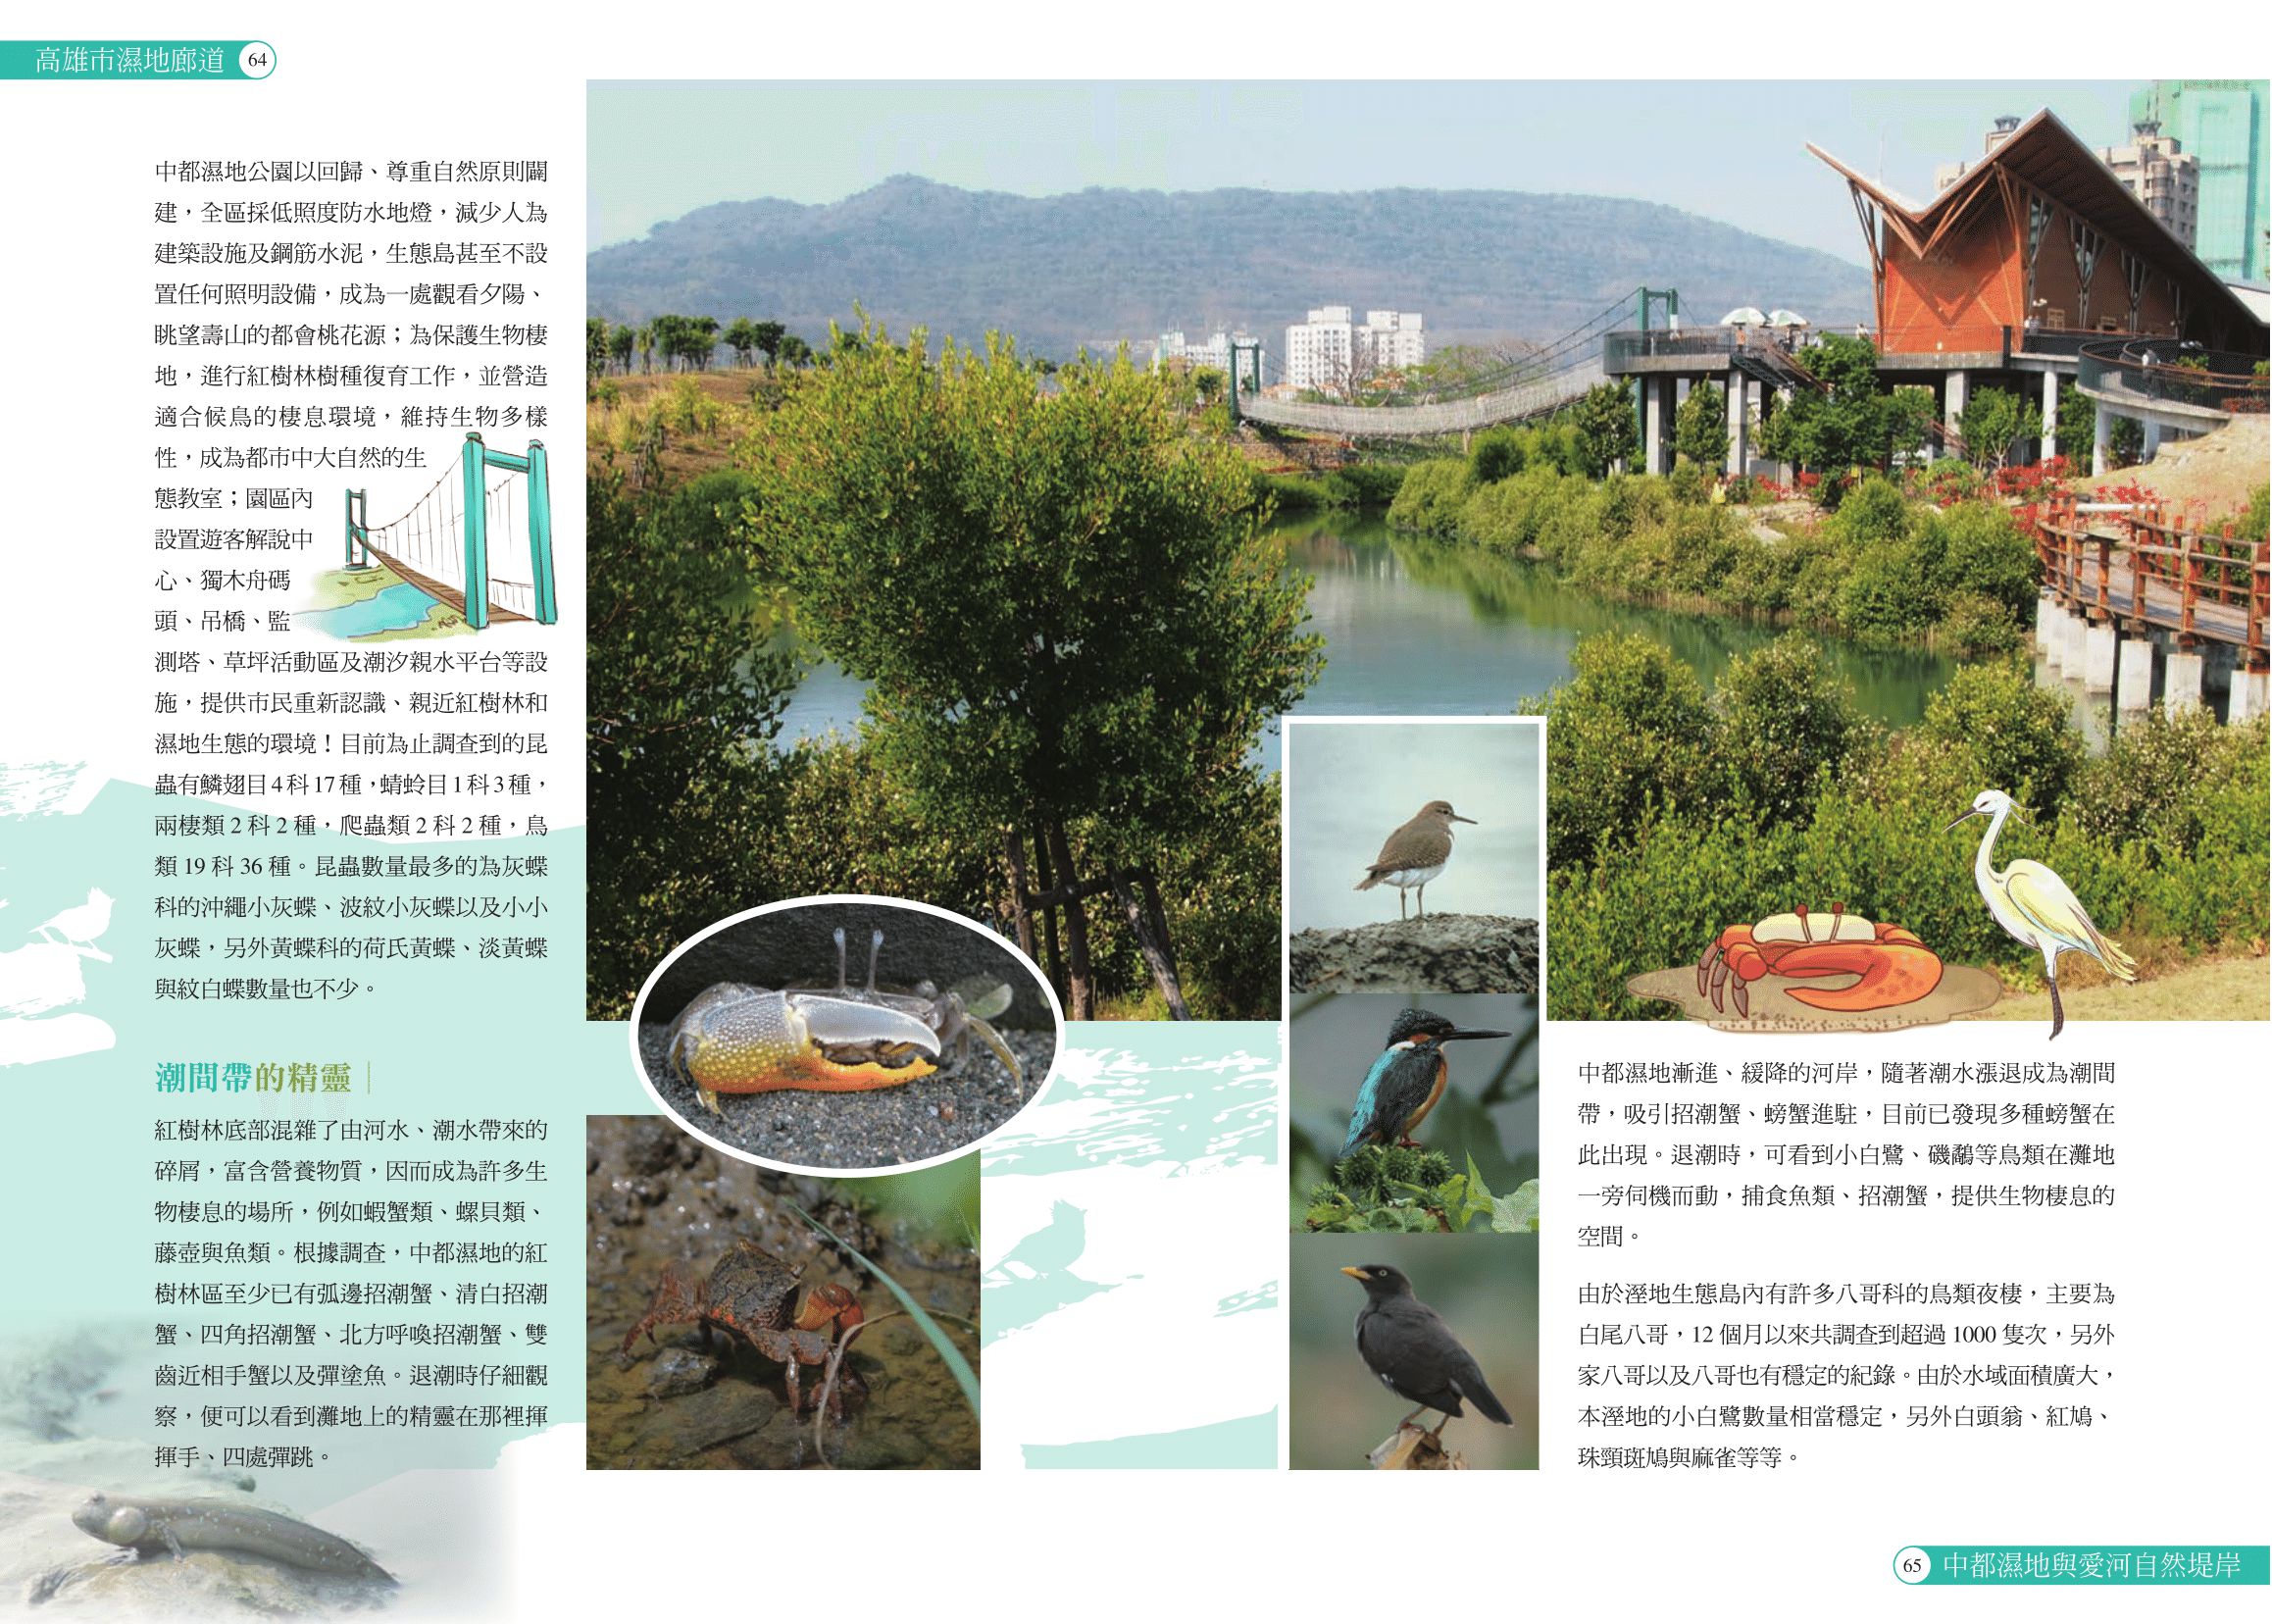 高雄市濕地廊道 64
中都濕地公園以回歸、尊重自然原則闢
建，全區採低照度防水地燈，減少人為
建築設施及鋼筋水泥，生態島甚至不設
置任何照明設備，成為一處觀看夕陽、
眺望壽山的都會桃花源；為保護生物棲
地，進行紅樹林樹種復育工作，並營造
適合候鳥的棲息環境，維持生物多樣
性，成為都市中大自然的生
態教室；園區內
設置遊客解說中
心、獨木舟碼
頭、吊橋、監
測塔、草坪活動區及潮汐親水平台等設
施，提供市民重新認識、親近紅樹林和
濕地生態的環境！目前為止調查到的昆
蟲有鱗翅目4科17種，蜻蛉目1科3種，
兩棲類2科2種，爬蟲類2科2種，鳥
類19科36種。昆蟲數量最多的為灰蝶
科的沖繩小灰蝶、波紋小灰蝶以及小小
灰蝶，另外黃蝶科的荷氏黃蝶、淡黃蝶
與紋白蝶數量也不少。
潮間帶的精靈
紅樹林底部混雜了由河水、潮水帶來的
碎屑，富含營養物質，因而成為許多生
物棲息的場所，例如蝦蟹類、螺貝類、
藤壺與魚類。根據調查，中都濕地的紅
樹林區至少已有弧邊招潮蟹、清白招潮
蟹、四角招潮蟹、北方呼喚招潮蟹、雙
齒近相手蟹以及彈塗魚。退潮時仔細觀
察，便可以看到灘地上的精靈在那裡揮
揮手、四處彈跳。
中都濕地漸進、緩降的河岸，隨著潮水漲退成為潮間
帶，吸引招潮蟹、螃蟹進駐，目前已發現多種螃蟹在
此出現。退潮時，可看到小白鷺、磯鷸等鳥類在灘地
一旁伺機而動，捕食魚類、招潮蟹，提供生物棲息的
空間。
由於溼地生態島內有許多八哥科的鳥類夜棲，主要為
白尾八哥，12個月以來共調查到超過1000隻次，另外
家八哥以及八哥也有穩定的紀錄。由於水域面積廣大，
本溼地的小白鷺數量相當穩定，另外白頭翁、紅鳩、
珠頸斑鳩與麻雀等等。
65 中都濕地與愛河自然堤岸